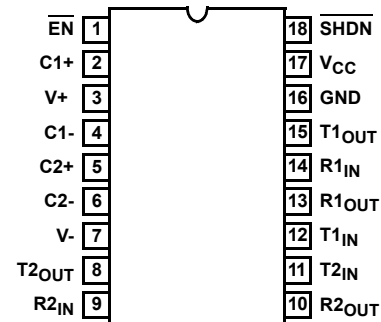 EN 1 18 SHDN
C1+ 2 17 VCC
V+ 3 16 GND
C1- 4 15 T1OUT
C2+ 5 14 R1IN
C2- 6 13 R1OUT
V- 7 12 T1IN
T2OUT 8 11 T2IN
R2IN 9 10 R2OUT